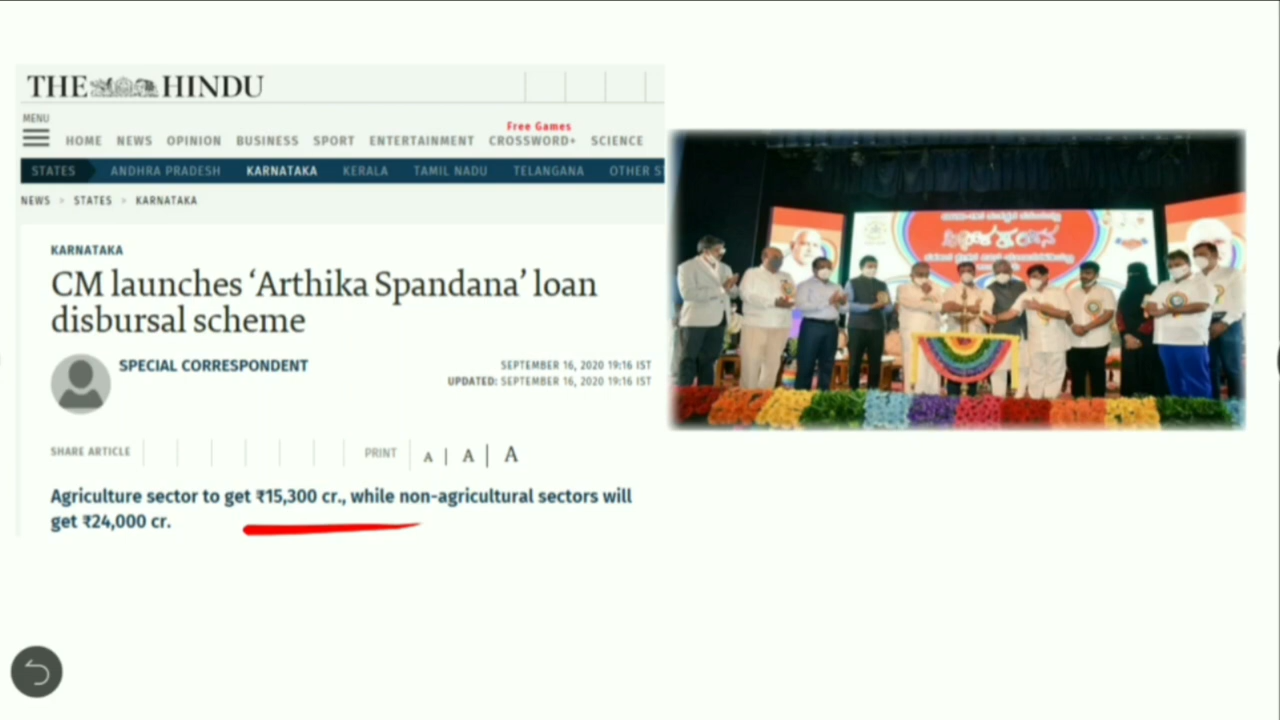 THE HINDU
MENU
HOME NEWS OPINION BUSINESS SPORT ENTERTAINMENT CROSSWORD+ SCIENCE
Free Games
STATES ANDHRA PRADESH KARNATAKA KERALA TAMIL NADU TELANGANA OTHER S
NEWS > STATES > KARNATAKA
KARNATAKA
CM launches ‘Arthika Spandana’ loan
disbursal scheme
SPECIAL CORRESPONDENT
SEPTEMBER 16, 2020 19:16 IST
UPDATED: SEPTEMBER 16, 2020 19:16 IST
SHARE ARTICLE PRINT A | A | A
Agriculture sector to get ₹15,300 cr., while non-agricultural sectors will
get ₹24,000 cr.